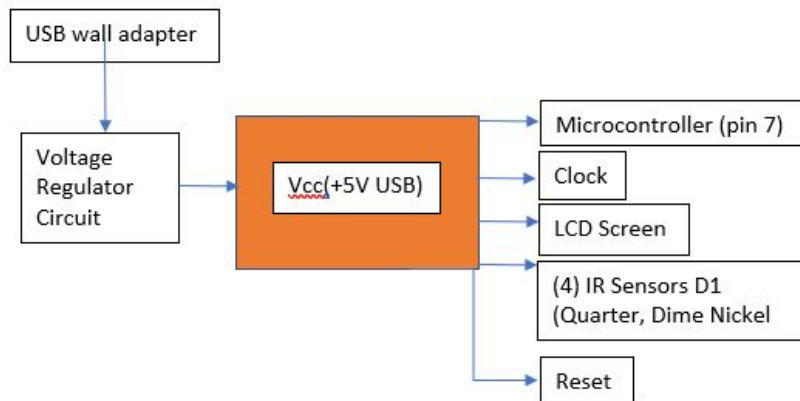 USB wall adapter
Voltage
Regulator
Circuit
Vcc(+5V USB)
Microcontroller (pin 7)
Clock
LCD Screen
(4) IR Sensors D1
(Quarter, Dime Nickel
Reset